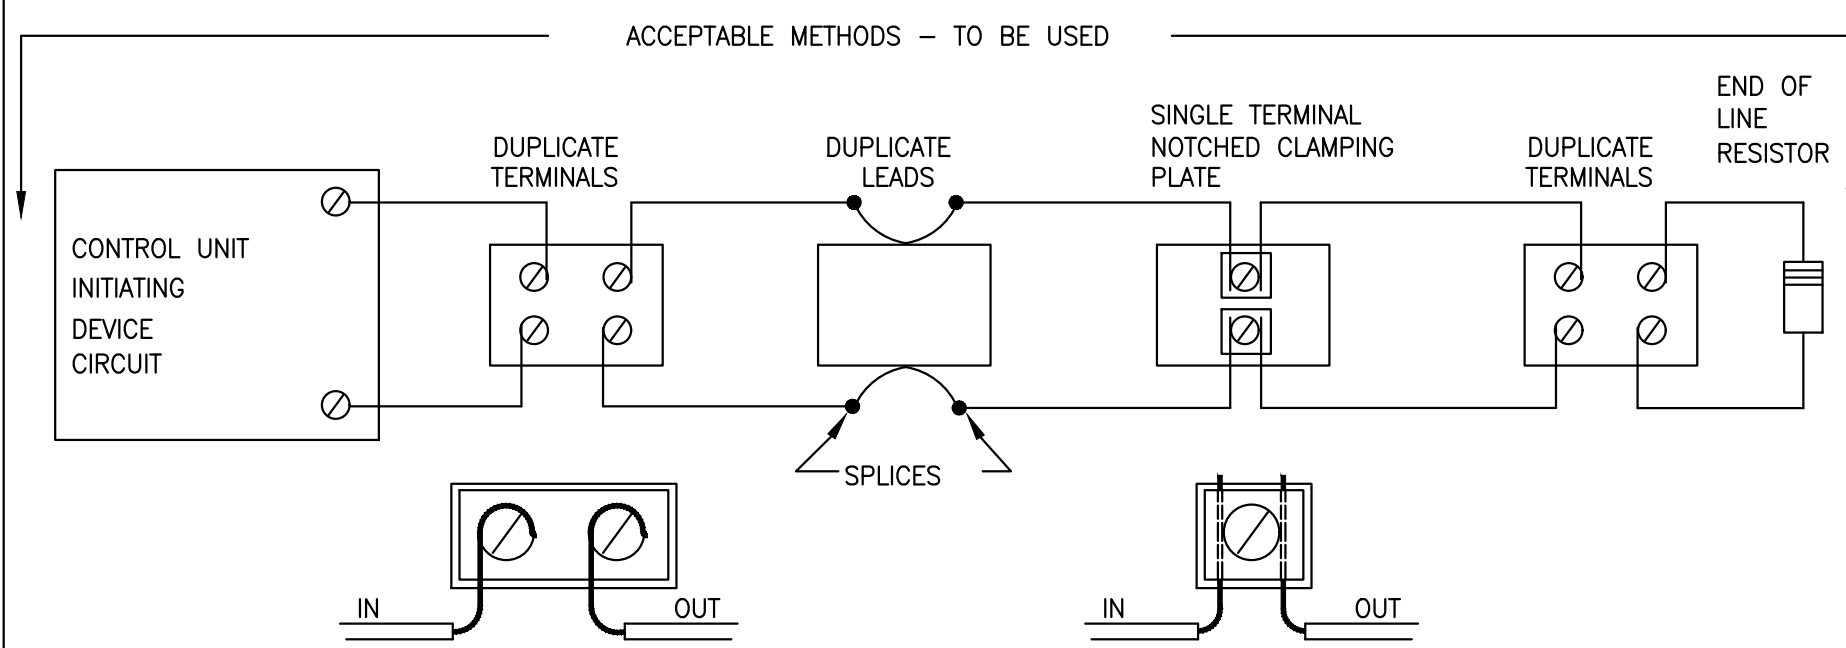 ACCEPTABLE METHODS – TO BE USED
END OF
LINE
RESISTOR
DUPLICATE
TERMINALS
DUPLICATE
LEADS
SINGLE TERMINAL
NOTCHED CLAMPING
PLATE
DUPLICATE
TERMINALS
CONTROL UNIT
INITIATING
DEVICE
CIRCUIT
SPLICES
IN
OUT
IN
OUT